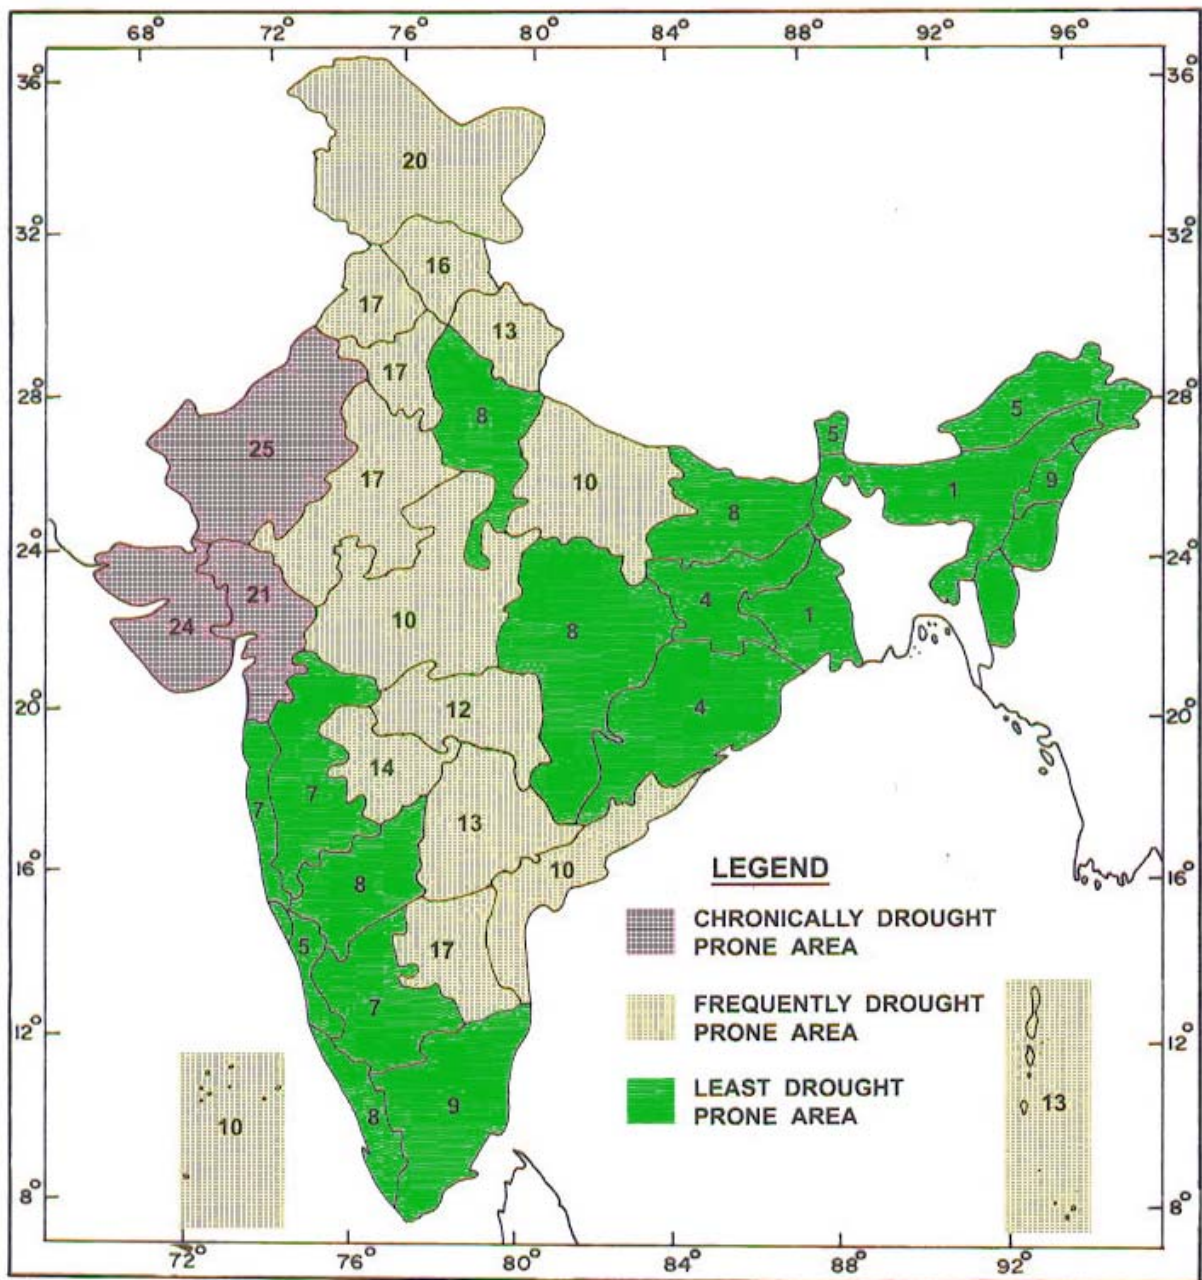 68° 72° 76° 80° 84° 88° 92° 96°
36° 36°
20
32° 32°
16
17
13
17
28° 28°
5
8 5
25
17 10 9
1
8
24° 24°
21
4
24 10 8 1
20° 12 4 20°
14
7
7 13
16° 10 16°
8
LEGEND
CHRONICALLY DROUGHT
PRONE AREA
5 17
FREQUENTLY DROUGHT
PRONE AREA
7
12° 12°
LEAST DROUGHT
PRONE AREA
10 8 9 13
8° 8°
72° 76° 80° 84° 88° 92°